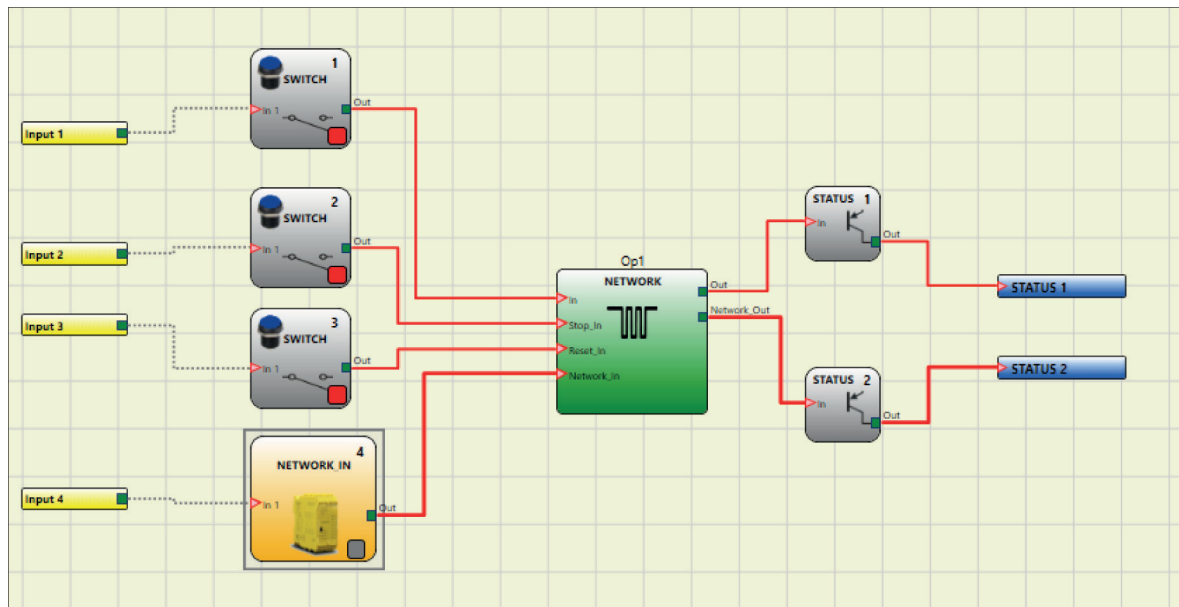 1
SWITCH
In 1
Out
Input 1
2
SWITCH
In 1
Out
Input 2
Input 3
3
SWITCH
In 1
Out
4
NETWORK_IN
In 1
Out
Input 4
Op1
NETWORK
In
Stop_In
Reset_In
Network_In
Out
Network_Out
STATUS 1
In
Out
STATUS 1
STATUS 2
In
Out
STATUS 2